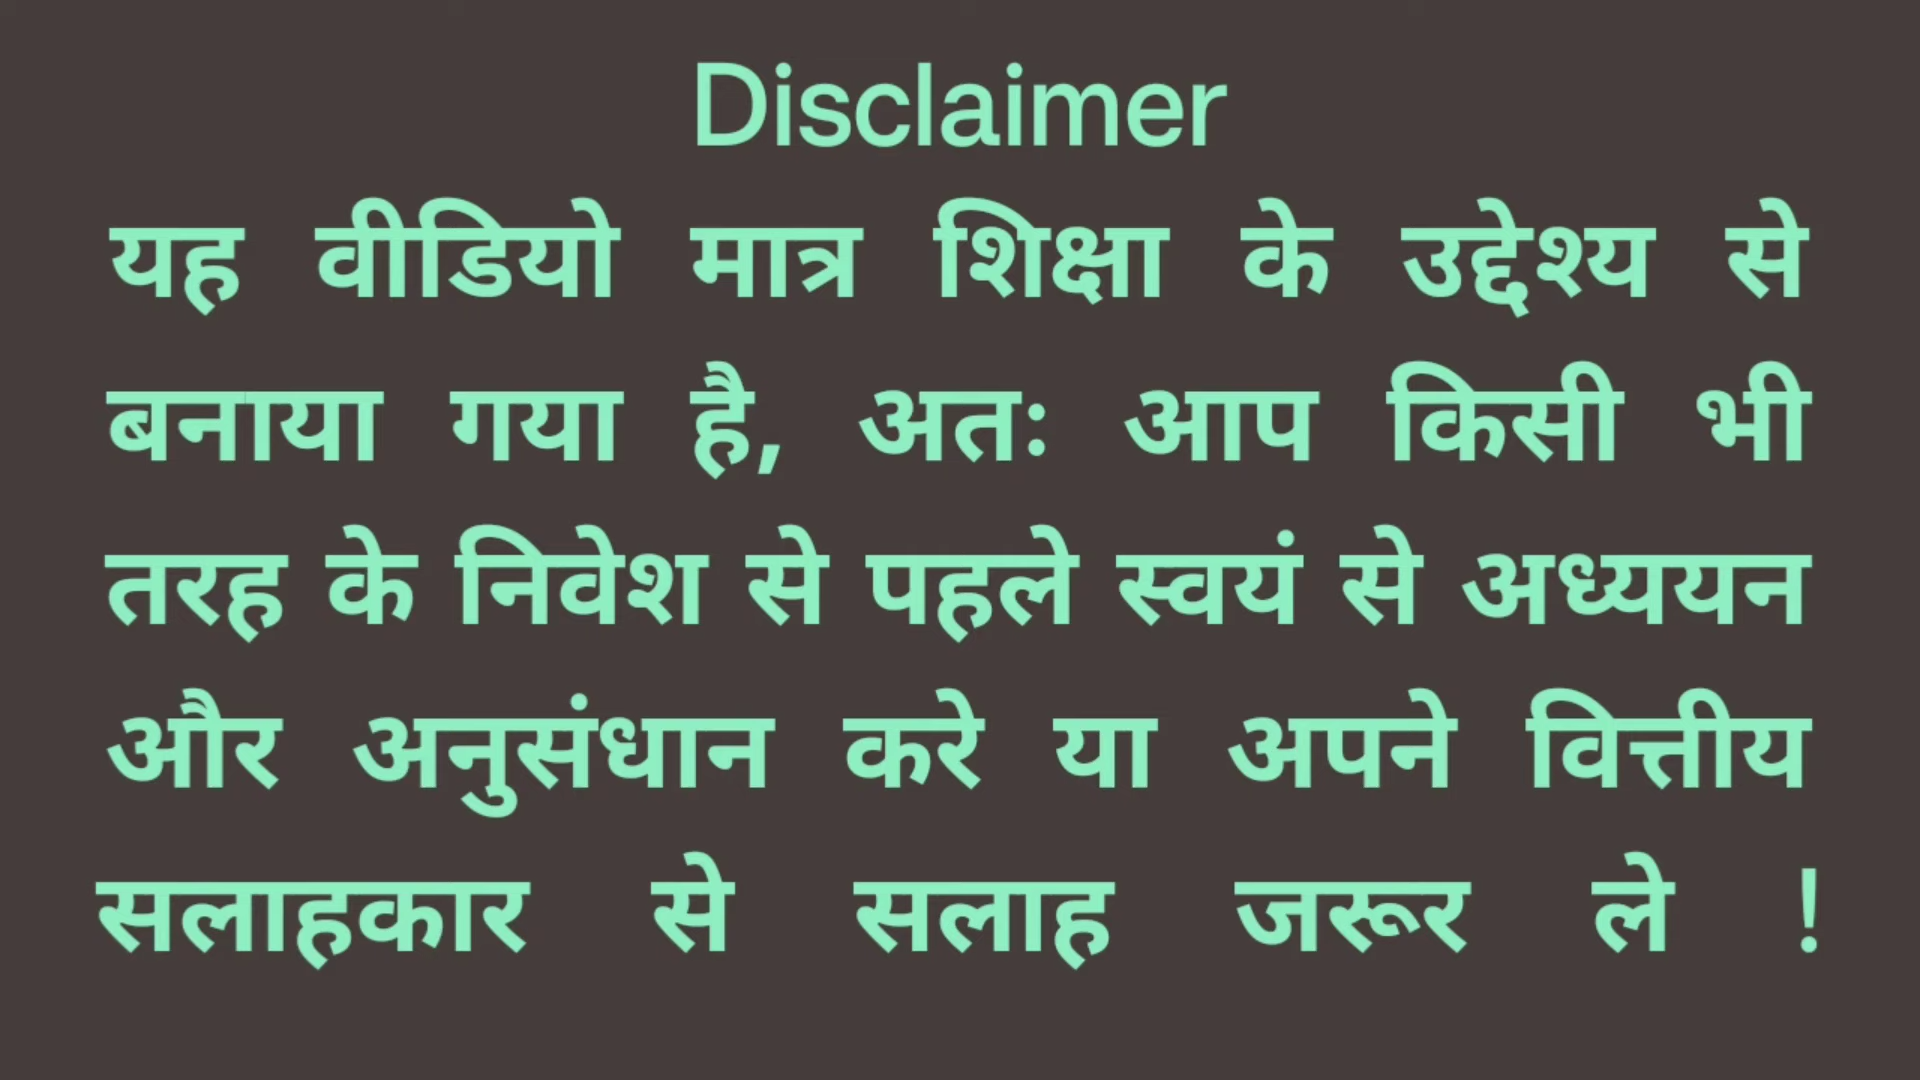 Disclaimer
यह वीडियो मात्र शिक्षा के उद्देश्य से
बनाया गया है, अतः आप किसी भी
तरह के निवेश से पहले स्वयं से अध्ययन
और अनुसंधान करे या अपने वित्तीय
सलाहकार से सलाह जरूर ले !